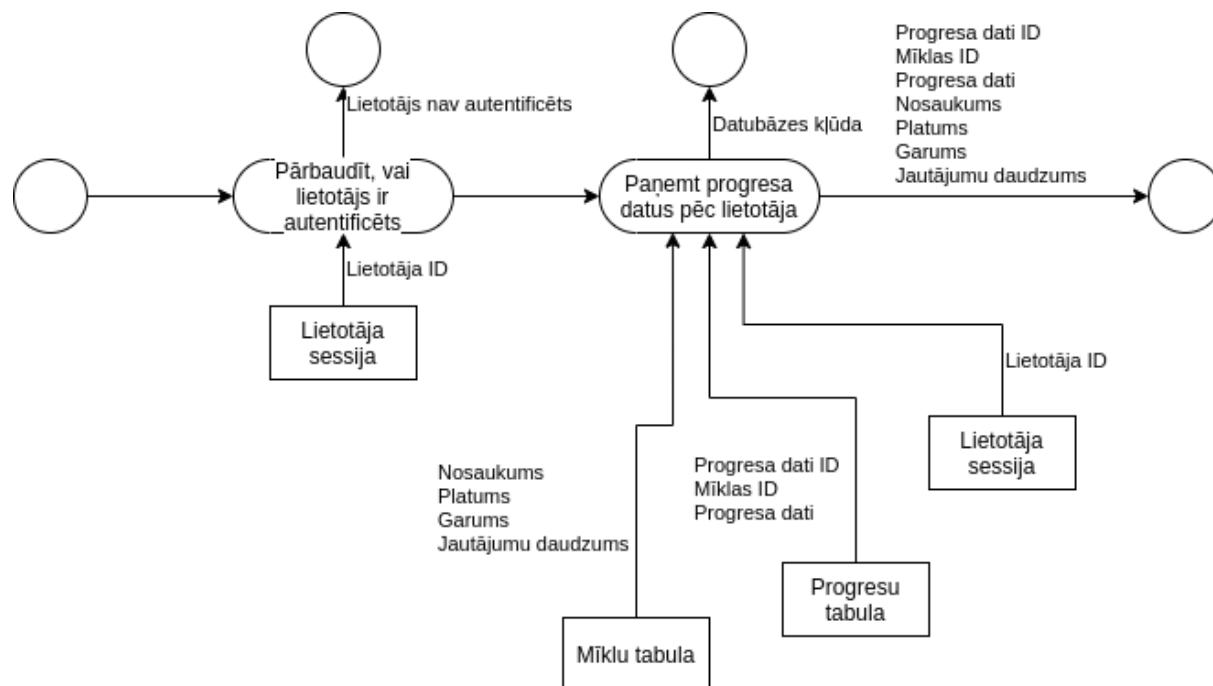 Progresa dati ID
Mīklas ID
Progresa dati
Nosaukums
Platums
Garums
Jautājumu daudzums
Lietotājs nav autentificēts
Datubāzes kļūda
Pārbaudīt, vai
lietotājs ir
autentificēts
Paņemt progresa
datus pēc lietotāja
Lietotāja ID
Lietotāja
sessija
Lietotāja ID
Lietotāja
sessija
Nosaukums
Platums
Garums
Jautājumu daudzums
Progresa dati ID
Mīklas ID
Progresa dati
Progresu
tabula
Mīklu tabula